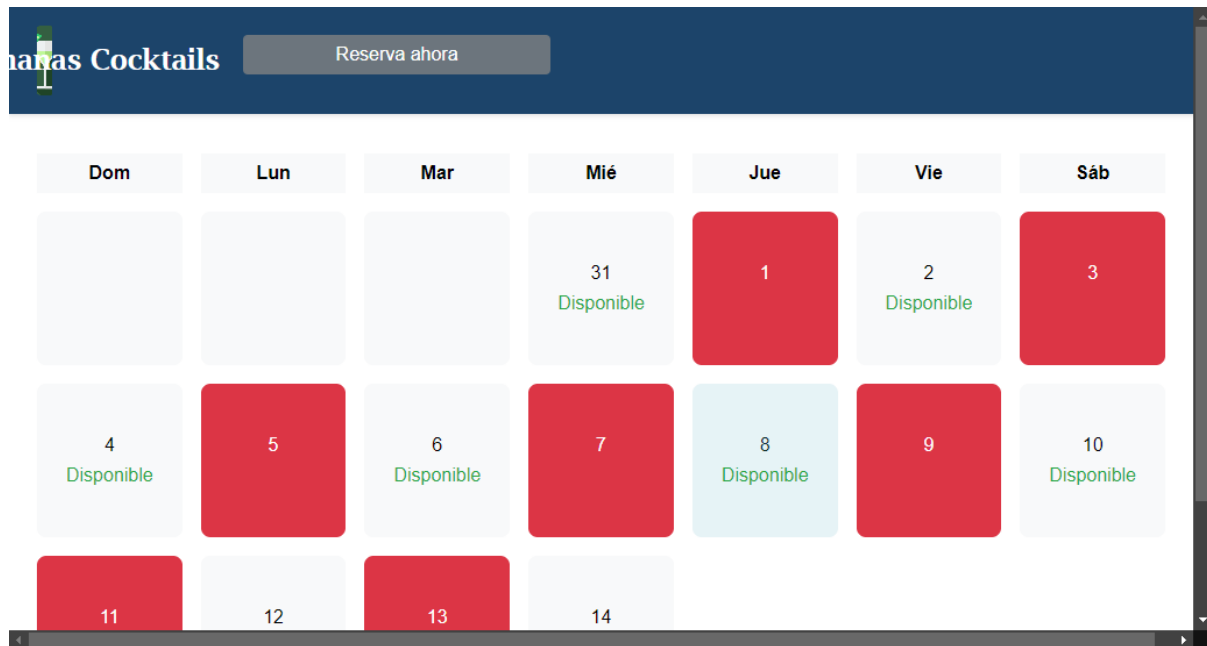 Cocktails
Reserva ahora
Dom Lun Mar Mié Jue Vie Sáb
31 1 2 3
Disponible Disponible
4 5 6 7 8 9 10
Disponible Disponible Disponible Disponible
11 12 13 14